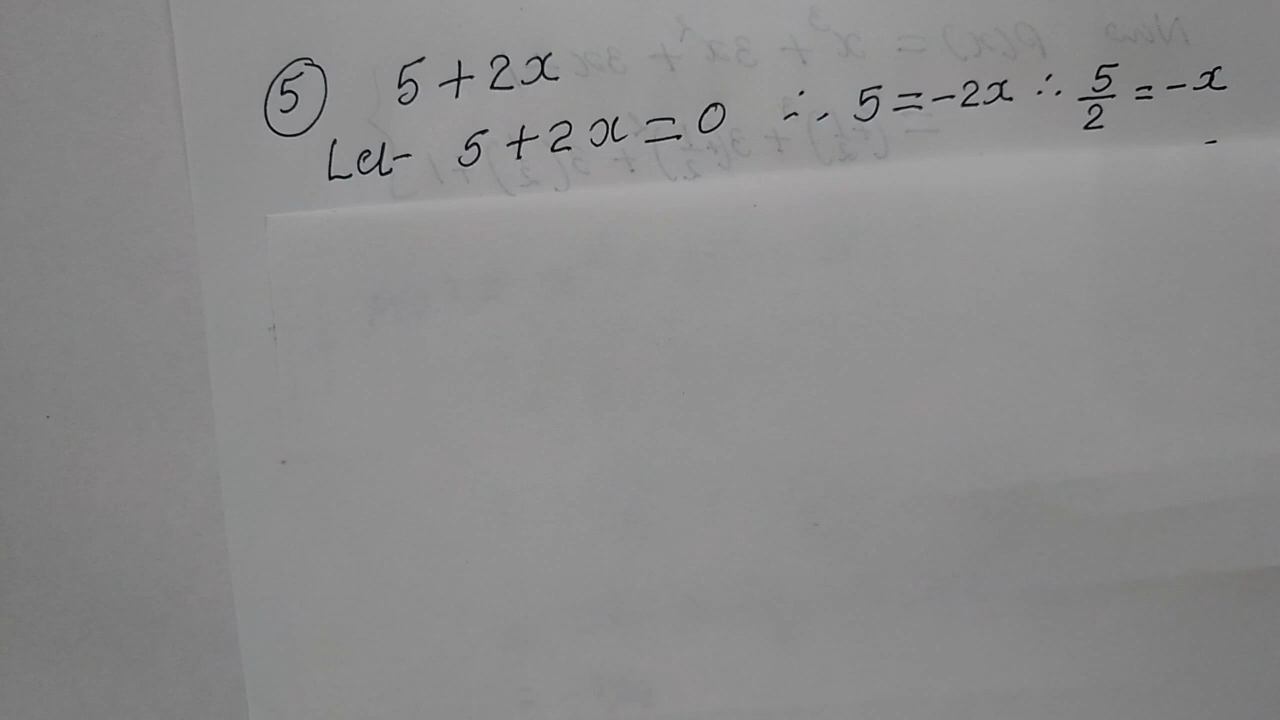 ⑤ 5+2x
Let 5+2x=0 ∴ 5=-2x ∴ 5/2 = -x